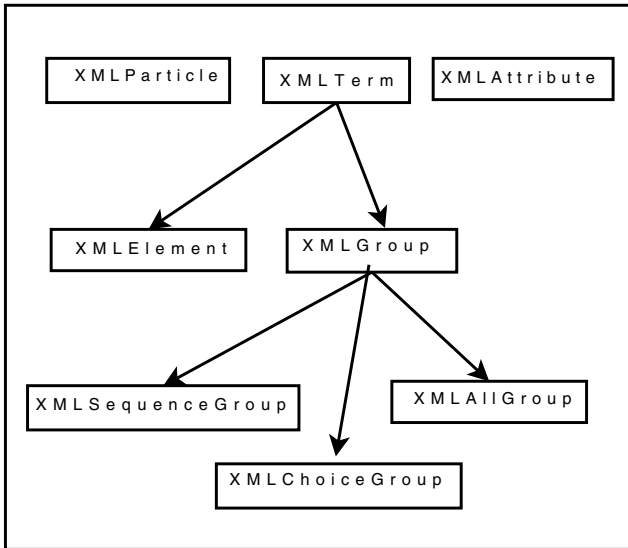 XMLParticle
XMLTerm
XMLAttribute
XMLElement
XMLGroup
XMLSequenceGroup
XMLAllGroup
XMLChoiceGroup